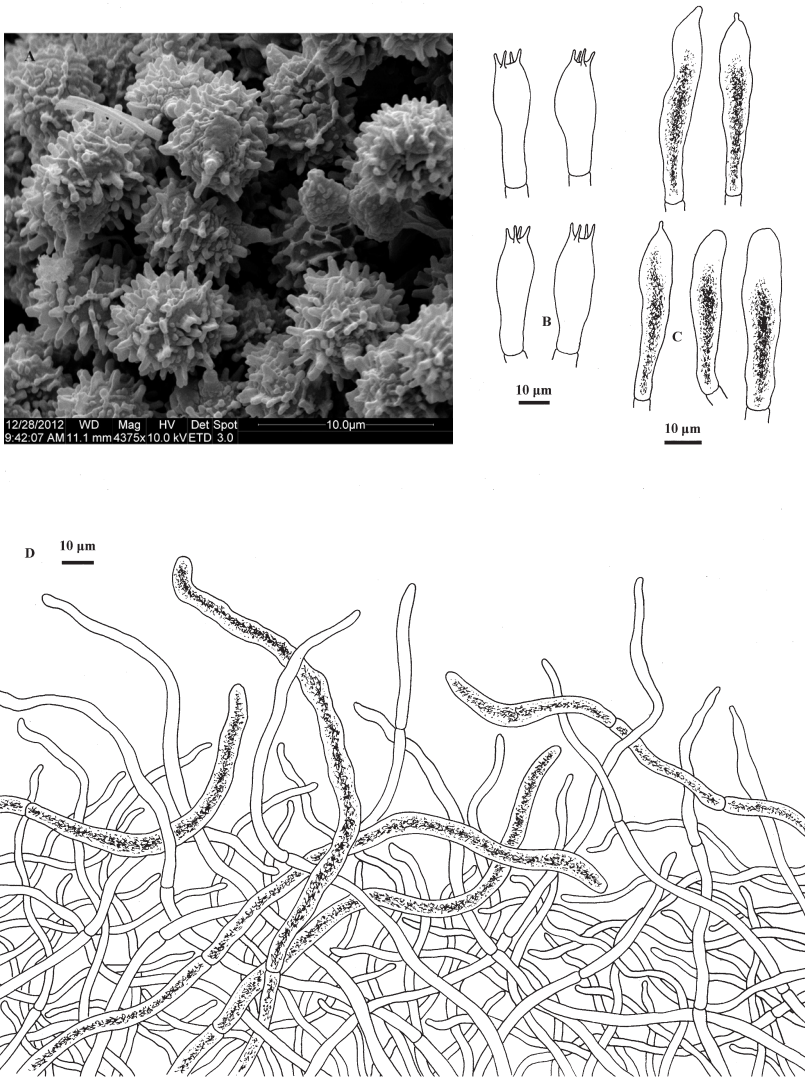 A
12/28/2012 WD Mag HV Det Spot 10.0µm
9:42:07 AM 11.1 mm 4375x 10.0 kV ETD 3.0
B
10 µm
C
10 µm
D
10 µm